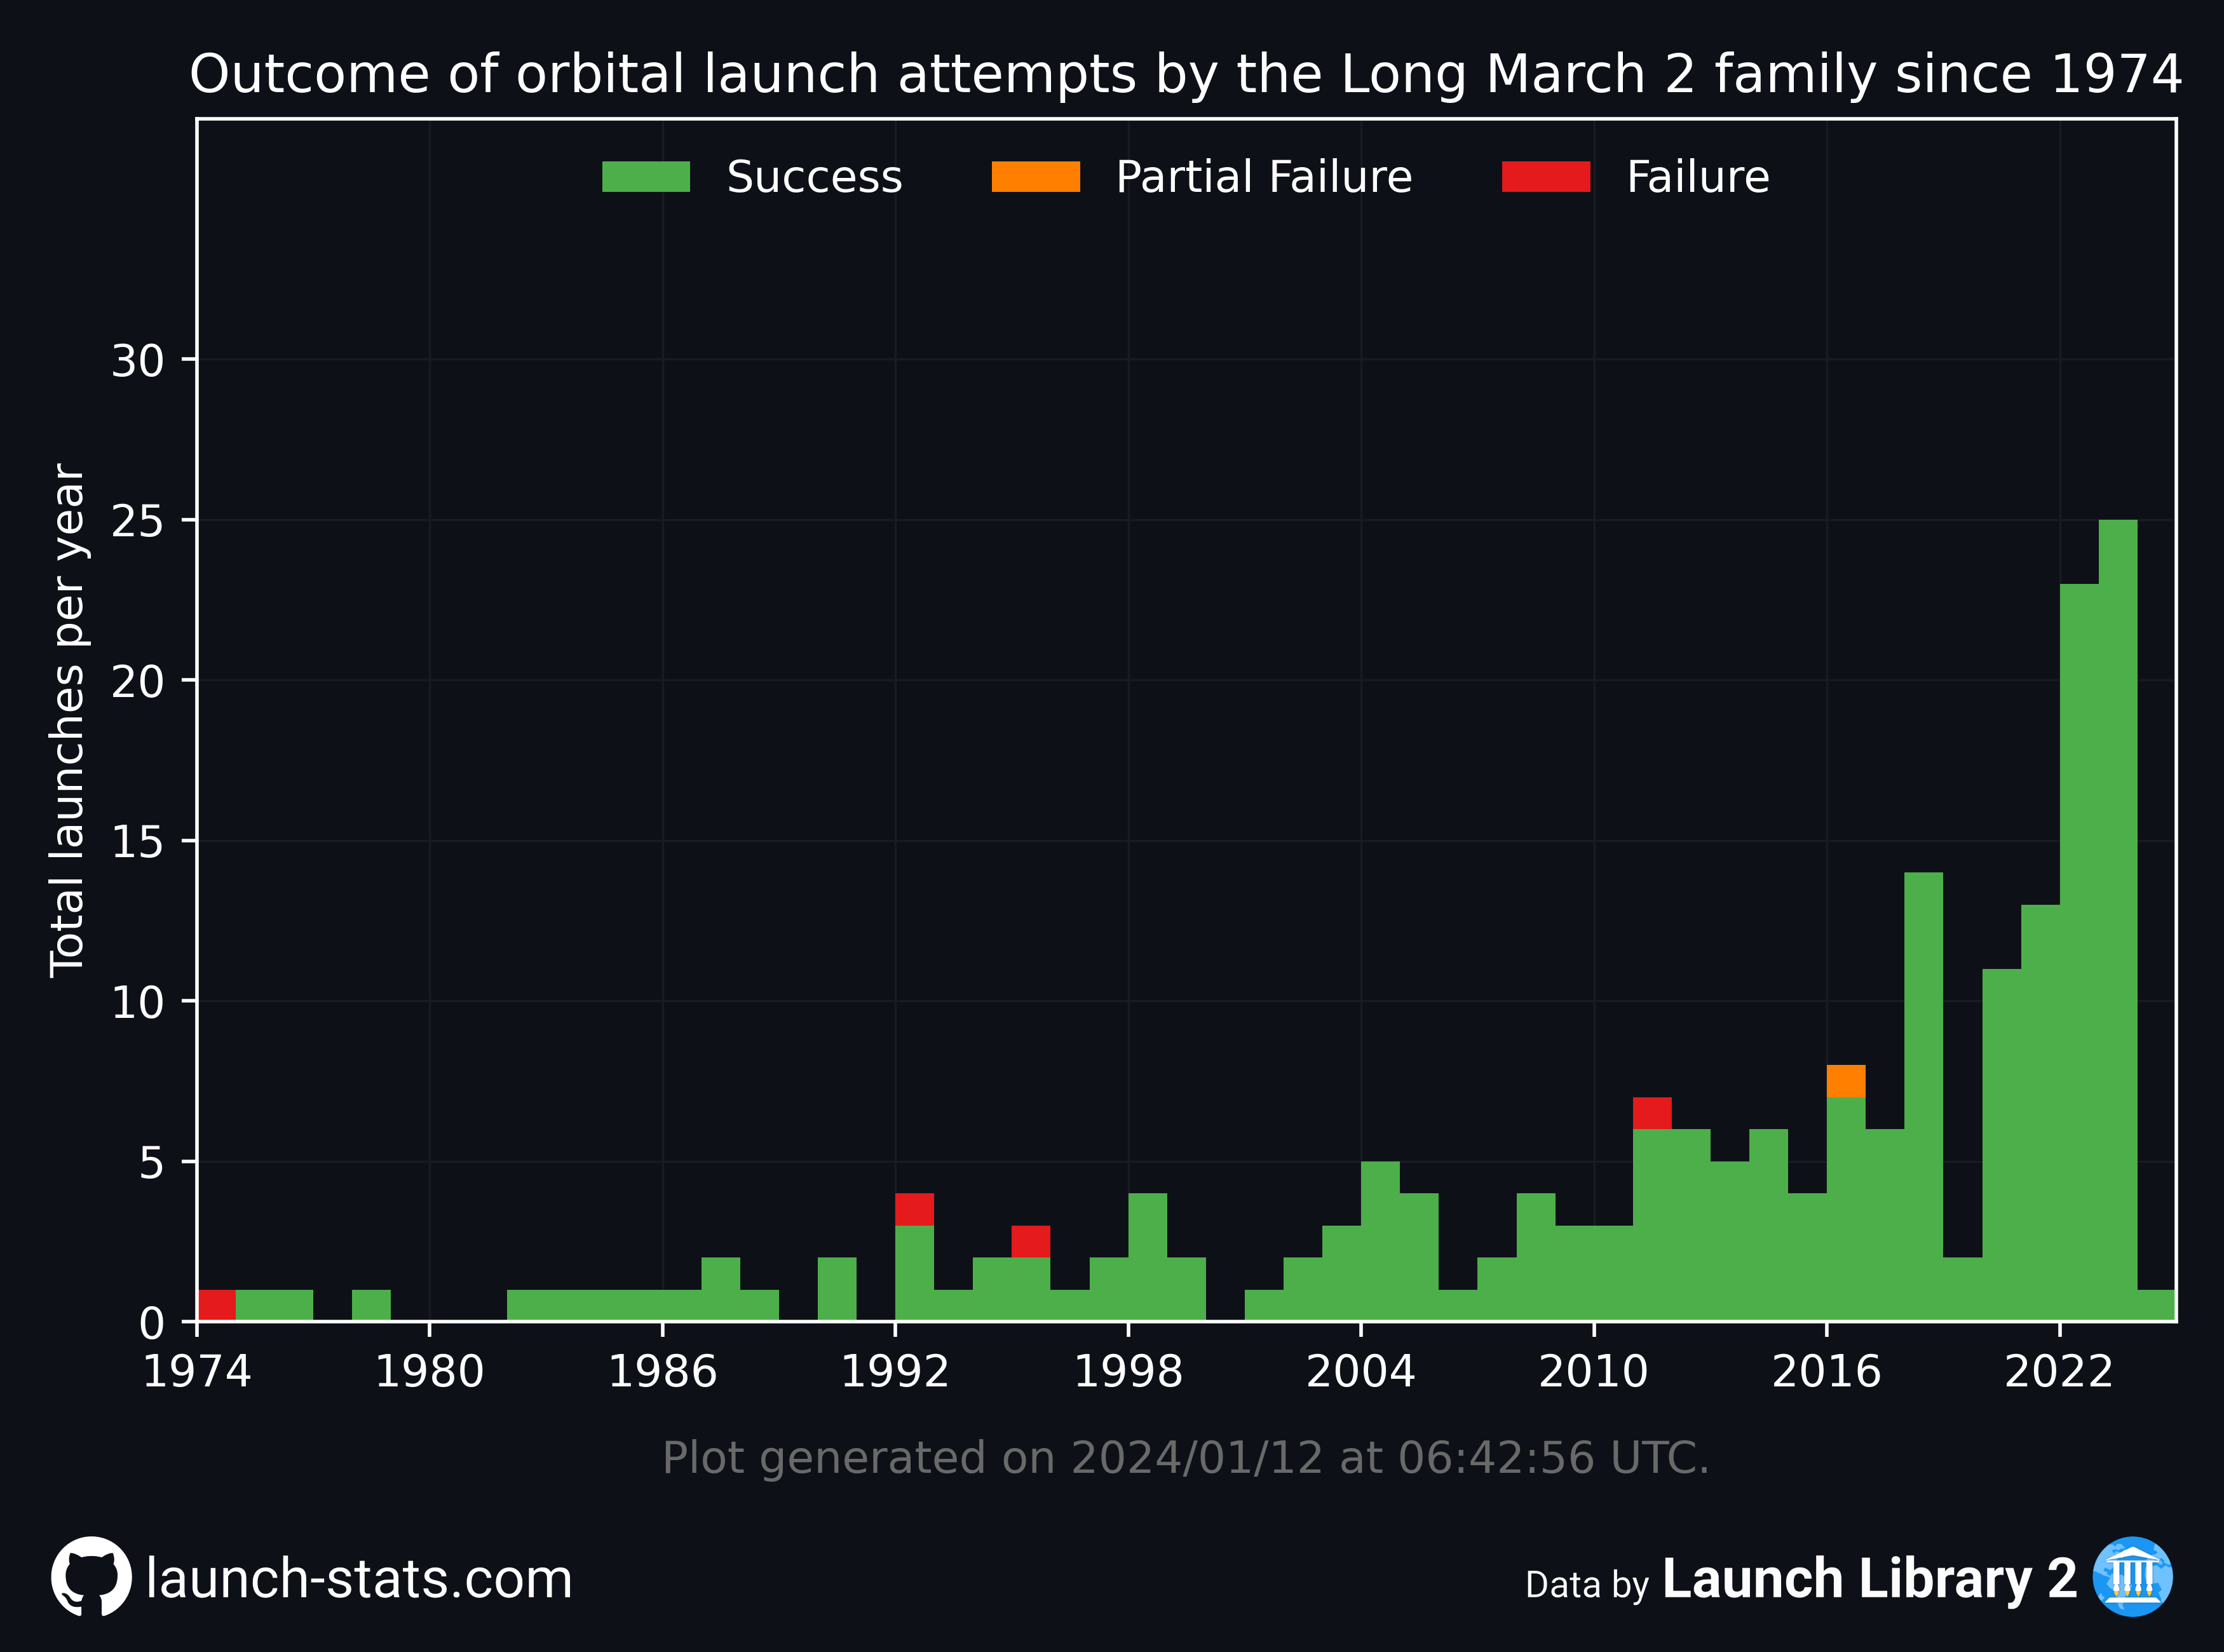 Outcome of orbital launch attempts by the Long March 2 family since 1974
Success Partial Failure Failure
Total launches per year
30
25
20
15
10
5
0
1974 1980 1986 1992 1998 2004 2010 2016 2022
Plot generated on 2024/01/12 at 06:42:56 UTC.
launch-stats.com
Data by Launch Library 2